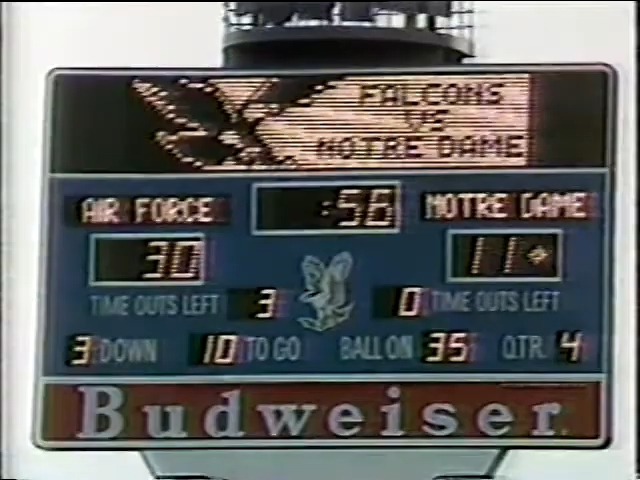 FALCONS
VS
NOTRE DAME
AIR FORCE :56 NOTRE DAME
30 11
TIME OUTS LEFT 3 0 TIME OUTS LEFT
3 DOWN 10 TO GO BALL ON 35 QTR. 4
Budweiser